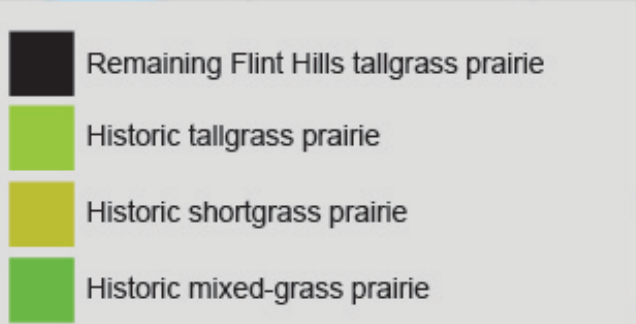 Remaining Flint Hills tallgrass prairie
Historic tallgrass prairie
Historic shortgrass prairie
Historic mixed-grass prairie